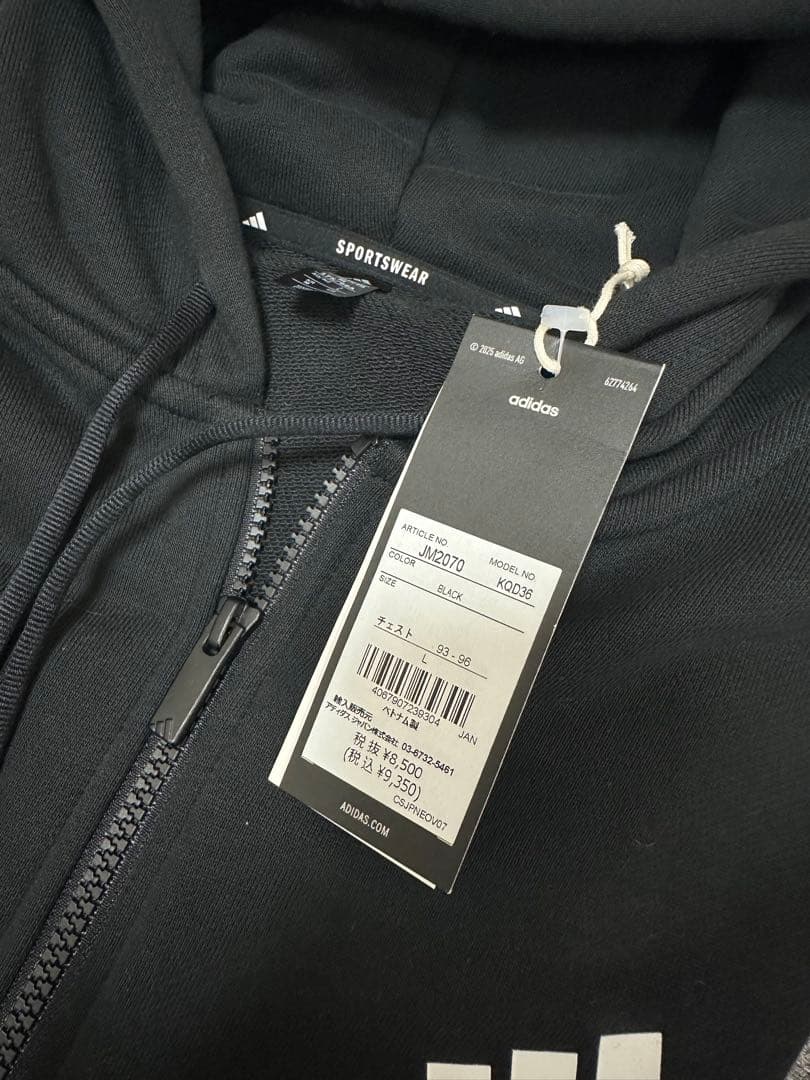 SPORTSWEAR
© 2025 adidas AG
62774264
adidas
ARTICLE NO. JM2070 MODEL NO KQD36
COLOR BLACK
SIZE
チェスト 93 - 96
L
4067907239304 JAN
ベトナム製
輸入販売元
アディダス ジャパン株式会社 03-6732-5461
税抜 ¥8,500
(税込 ¥9,350)
CSJPNEOV07
ADIDAS.COM